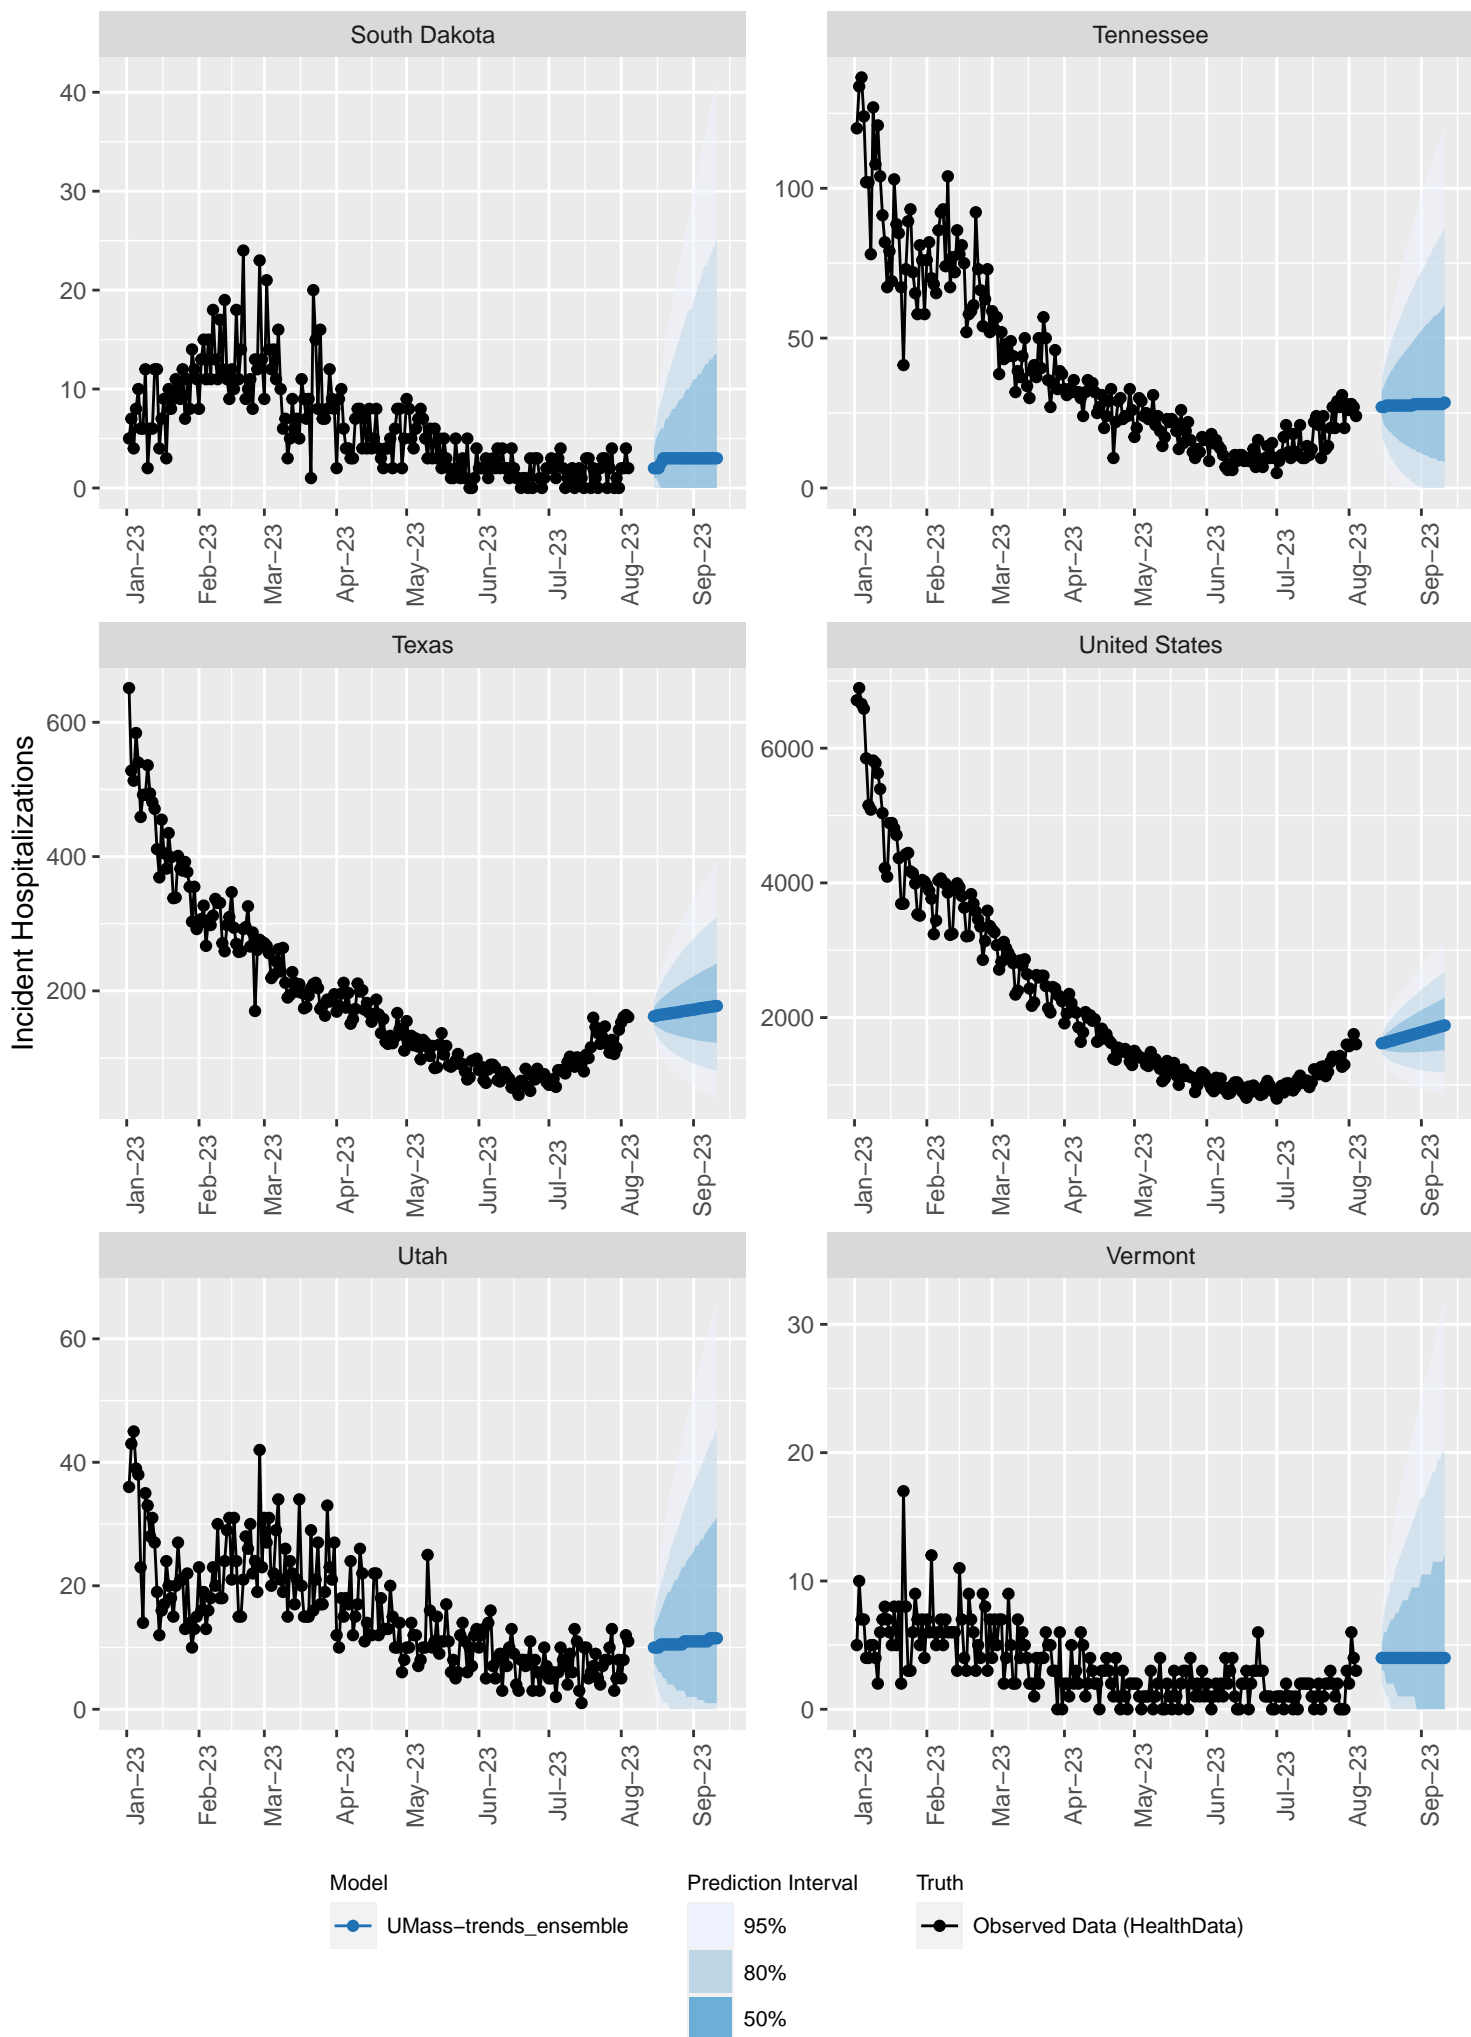 South Dakota
Tennessee
40
30
20
10
0
100
50
0
Jan−23
Feb−23
Mar−23
Apr−23
May−23
Jun−23
Jul−23
Aug−23
Sep−23
Jan−23
Feb−23
Mar−23
Apr−23
May−23
Jun−23
Jul−23
Aug−23
Sep−23
Incident Hospitalizations
Texas
United States
600
400
200
6000
4000
2000
Jan−23
Feb−23
Mar−23
Apr−23
May−23
Jun−23
Jul−23
Aug−23
Sep−23
Jan−23
Feb−23
Mar−23
Apr−23
May−23
Jun−23
Jul−23
Aug−23
Sep−23
Utah
Vermont
60
40
20
0
30
20
10
0
Jan−23
Feb−23
Mar−23
Apr−23
May−23
Jun−23
Jul−23
Aug−23
Sep−23
Jan−23
Feb−23
Mar−23
Apr−23
May−23
Jun−23
Jul−23
Aug−23
Sep−23
Model
UMass−trends_ensemble
Prediction Interval
95%
80%
50%
Truth
Observed Data (HealthData)